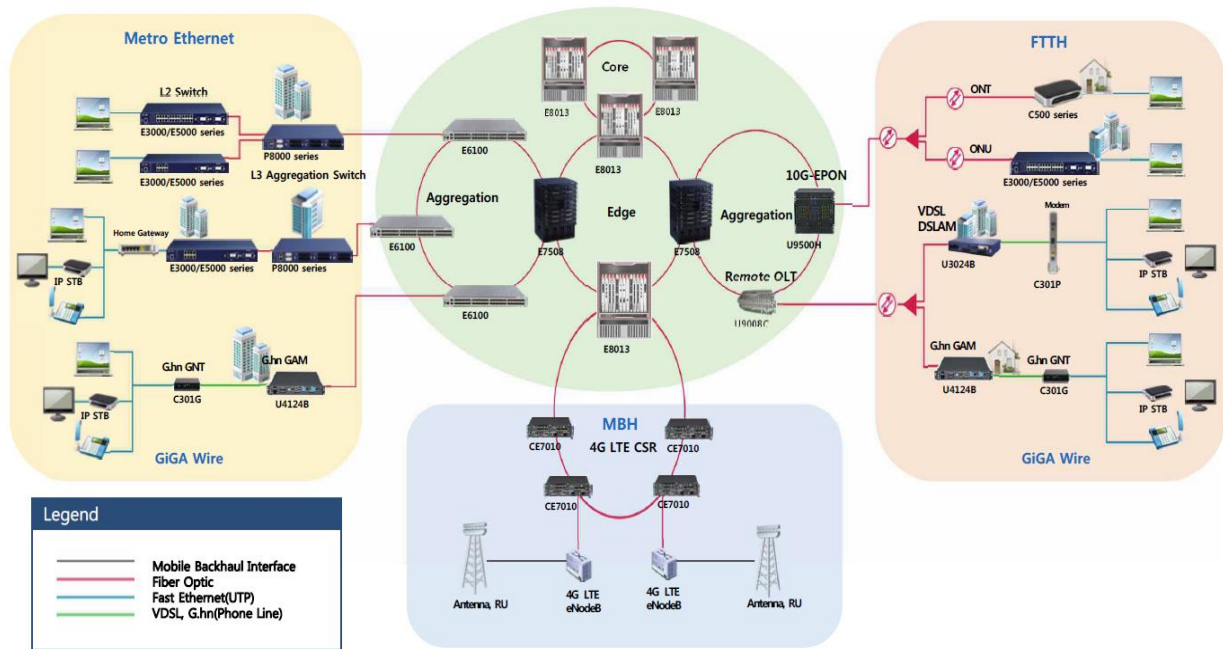 Metro Ethernet
L2 Switch
E3000/E5000 series
P8000 series
E3000/E5000 series
L3 Aggregation Switch
Home Gateway
E3000/E5000 series
P8000 series
IP STB
G.hn GNT
G.hn GAM
C301G
U4124B
IP STB
GiGA Wire
Core
E8013
E8013
E8013
E6100
Aggregation
E6100
E6100
E7508
Edge
E7508
Aggregation
10G-EPON
U9500H
Remote OLT
U9008C
E8013
FTTH
ONT
C500 series
ONU
E3000/E5000 series
VDSL
DSLAM
Modem
U3024B
C301P
IP STB
G.hn GAM
G.hn GNT
U4124B
C301G
IP STB
GiGA Wire
MBH
4G LTE CSR
CE7010
CE7010
CE7010
CE7010
Antenna, RU
4G LTE
eNodeB
4G LTE
eNodeB
Antenna, RU
Legend
Mobile Backhaul Interface
Fiber Optic
Fast Ethernet(UTP)
VDSL, G.hn(Phone Line)